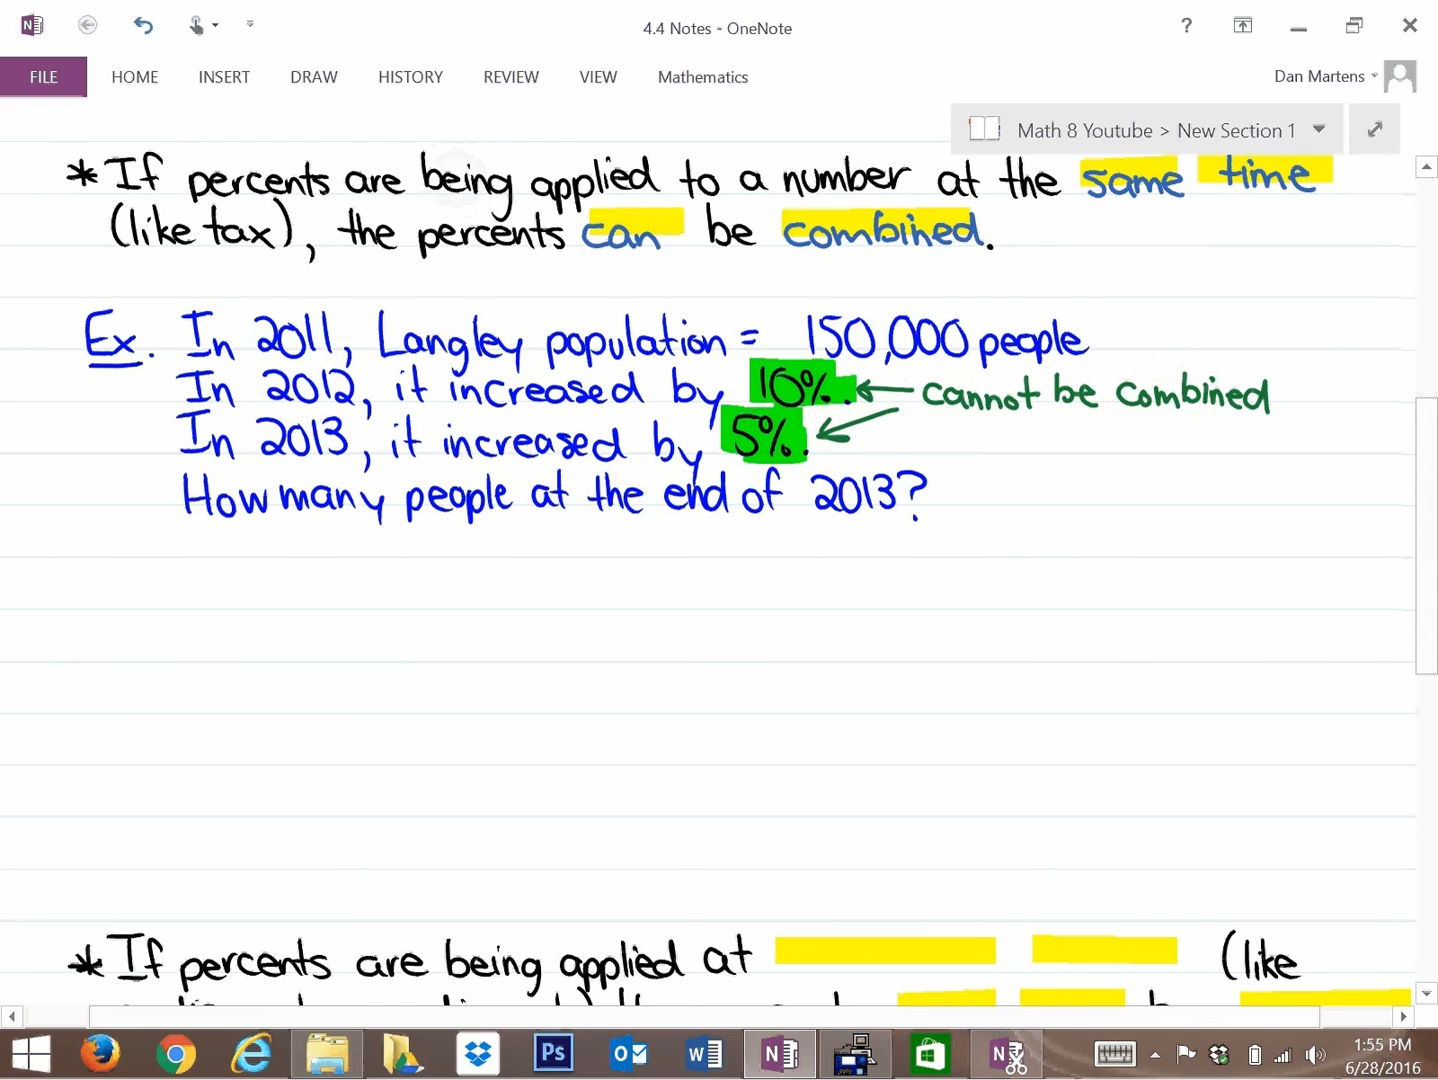 4.4 Notes - OneNote
?
FILE HOME INSERT DRAW HISTORY REVIEW VIEW Mathematics
Dan Martens
Math 8 Youtube > New Section 1
* If percents are being applied to a number at the same time
(like tax), the percents can be combined.
Ex. In 2011, Langley population = 150,000 people
In 2012, it increased by 10%. ← cannot be combined
In 2013, it increased by 5%.
How many people at the end of 2013?
* If percents are being applied at (like
1:55 PM
6/28/2016